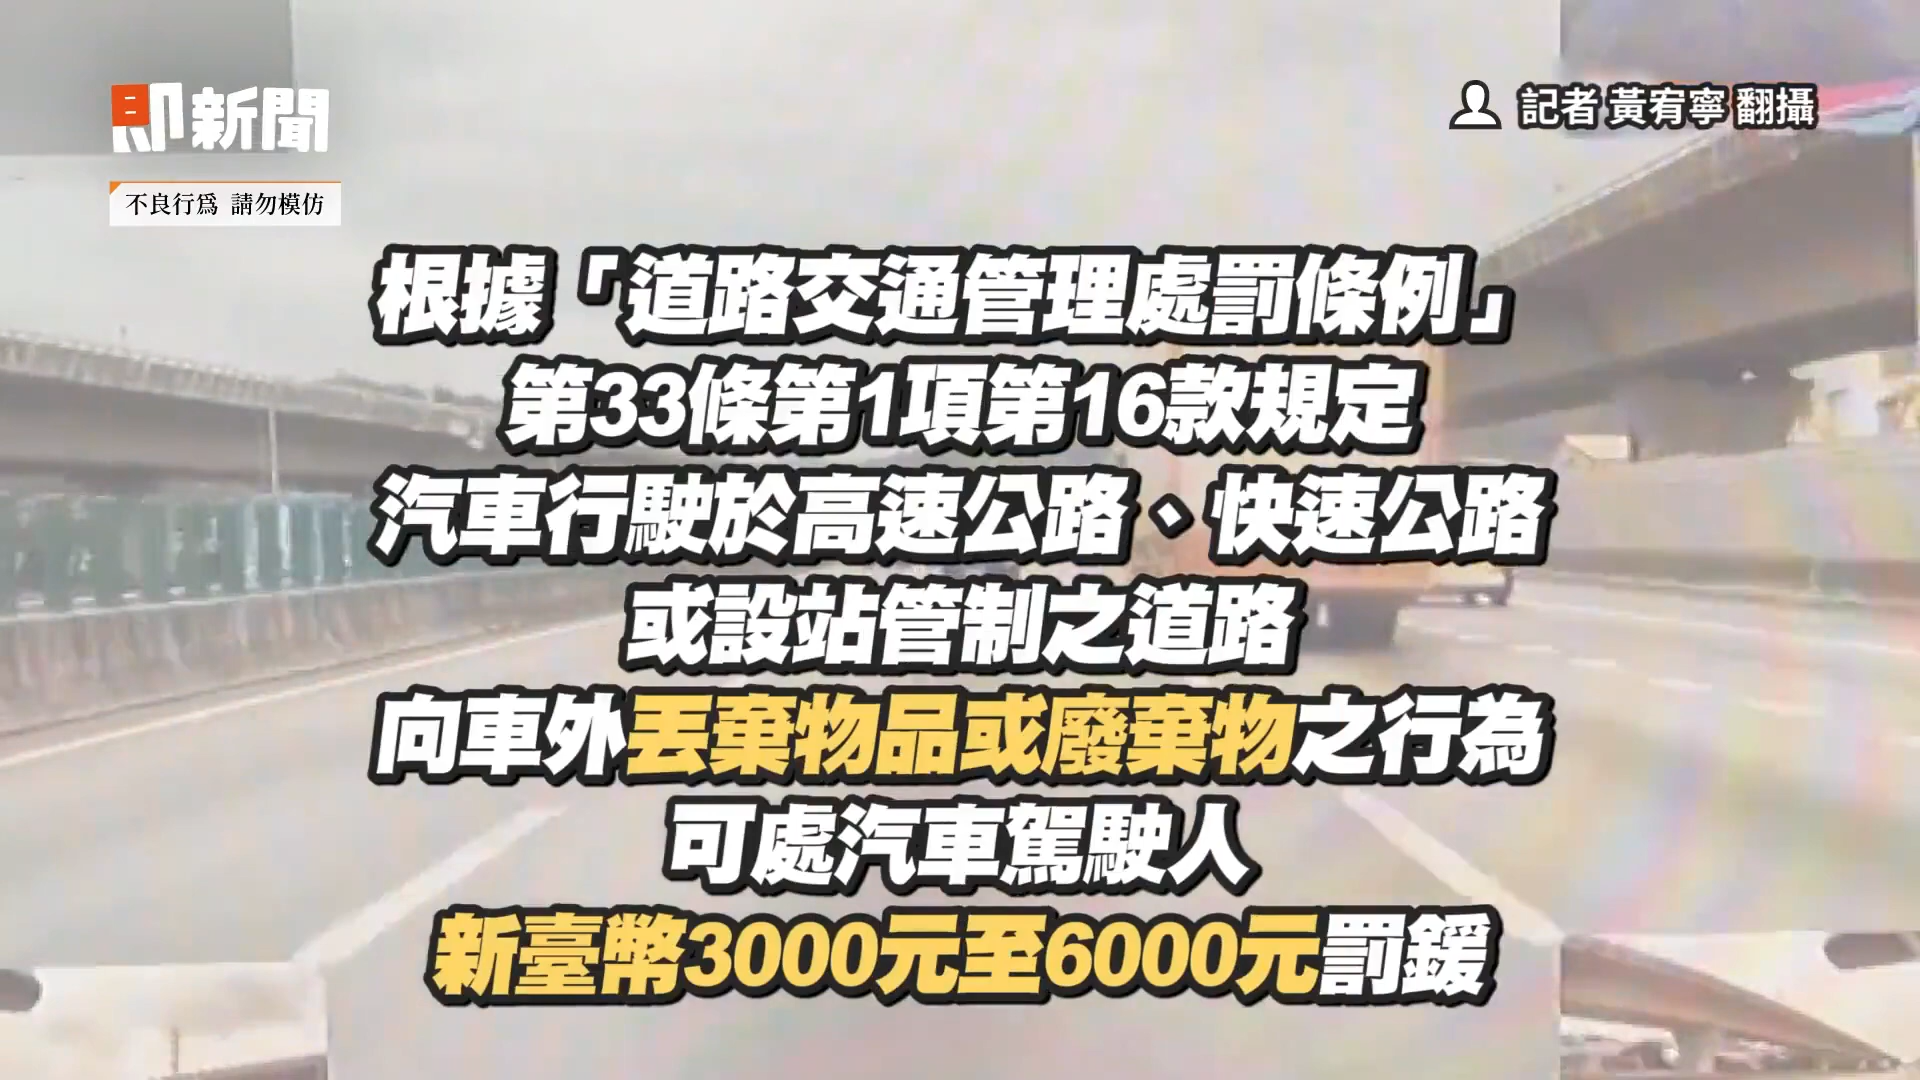 即新聞
記者 黃宥寧 翻攝
不良行為 請勿模仿
根據「道路交通管理處罰條例」
第33條第1項第16款規定
汽車行駛於高速公路、快速公路
或設站管制之道路
向車外丟棄物品或廢棄物之行為
可處汽車駕駛人
新臺幣3000元至6000元罰鍰